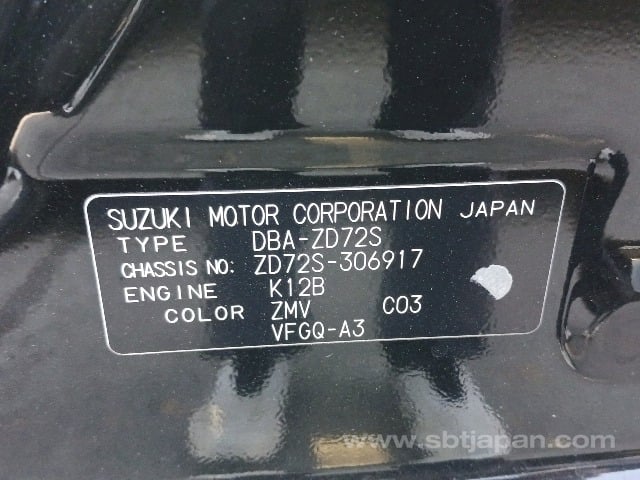 SUZUKI MOTOR CORPORATION JAPAN
TYPE DBA-ZD72S
CHASSIS NO: ZD72S-306917
ENGINE K12B
COLOR ZMV C03
VFGQ-A3
www.sbtjapan.com